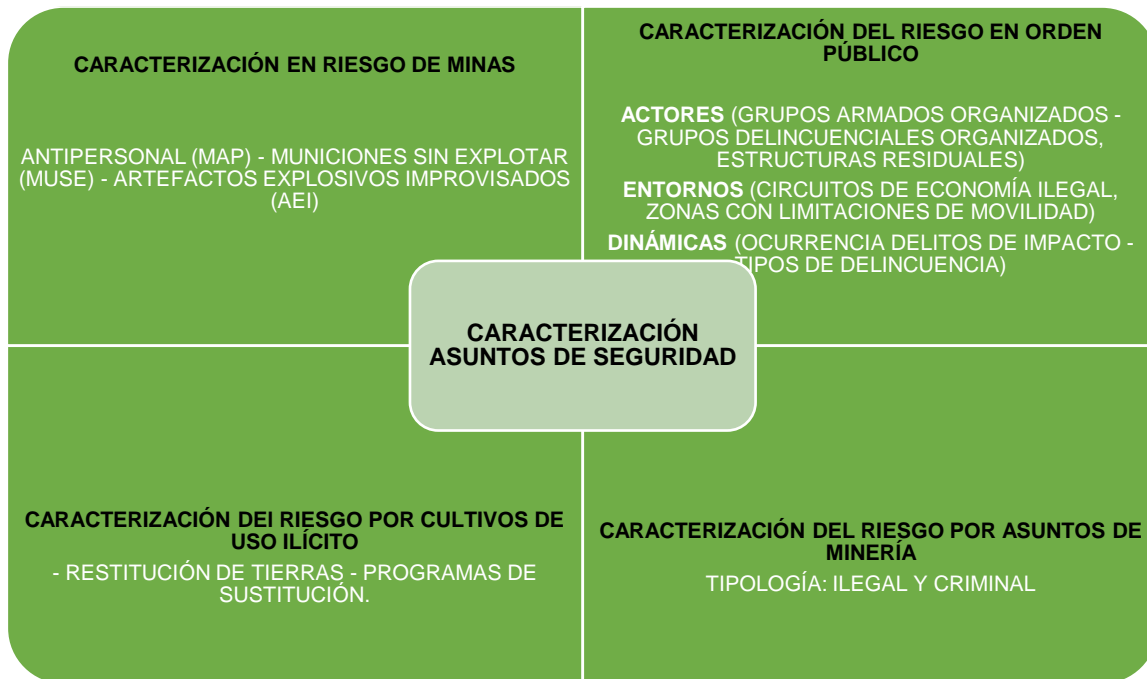 CARACTERIZACIÓN EN RIESGO DE MINAS
ANTIPERSONAL (MAP) - MUNICIONES SIN EXPLOTAR
(MUSE) - ARTEFACTOS EXPLOSIVOS IMPROVISADOS
(AEI)
CARACTERIZACIÓN DEL RIESGO EN ORDEN
PÚBLICO
ACTORES (GRUPOS ARMADOS ORGANIZADOS -
GRUPOS DELINCUENCIALES ORGANIZADOS,
ESTRUCTURAS RESIDUALES)
ENTORNOS (CIRCUITOS DE ECONOMÍA ILEGAL,
ZONAS CON LIMITACIONES DE MOVILIDAD)
DINÁMICAS (OCURRENCIA DELITOS DE IMPACTO -
TIPOS DE DELINCUENCIA)
CARACTERIZACIÓN
ASUNTOS DE SEGURIDAD
CARACTERIZACIÓN DEl RIESGO POR CULTIVOS DE
USO ILÍCITO
- RESTITUCIÓN DE TIERRAS - PROGRAMAS DE
SUSTITUCIÓN.
CARACTERIZACIÓN DEL RIESGO POR ASUNTOS DE
MINERÍA
TIPOLOGÍA: ILEGAL Y CRIMINAL